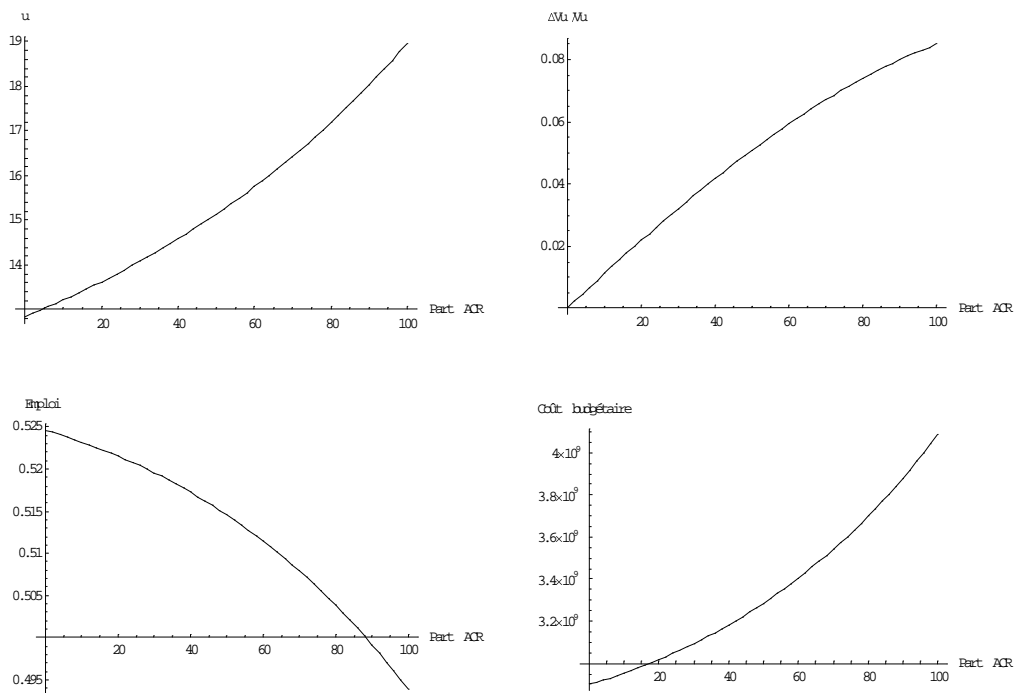 u
19
18
17
16
15
14
20 40 60 80 100
Part ACR
ΔVu/Vu
0.08
0.06
0.04
0.02
20 40 60 80 100
Part ACR
Emploi
0.525
0.52
0.515
0.51
0.505
0.495
20 40 60 80 100
Part ACR
Coût budgétaire
4×10⁹
3.8×10⁹
3.6×10⁹
3.4×10⁹
3.2×10⁹
20 40 60 80 100
Part ACR